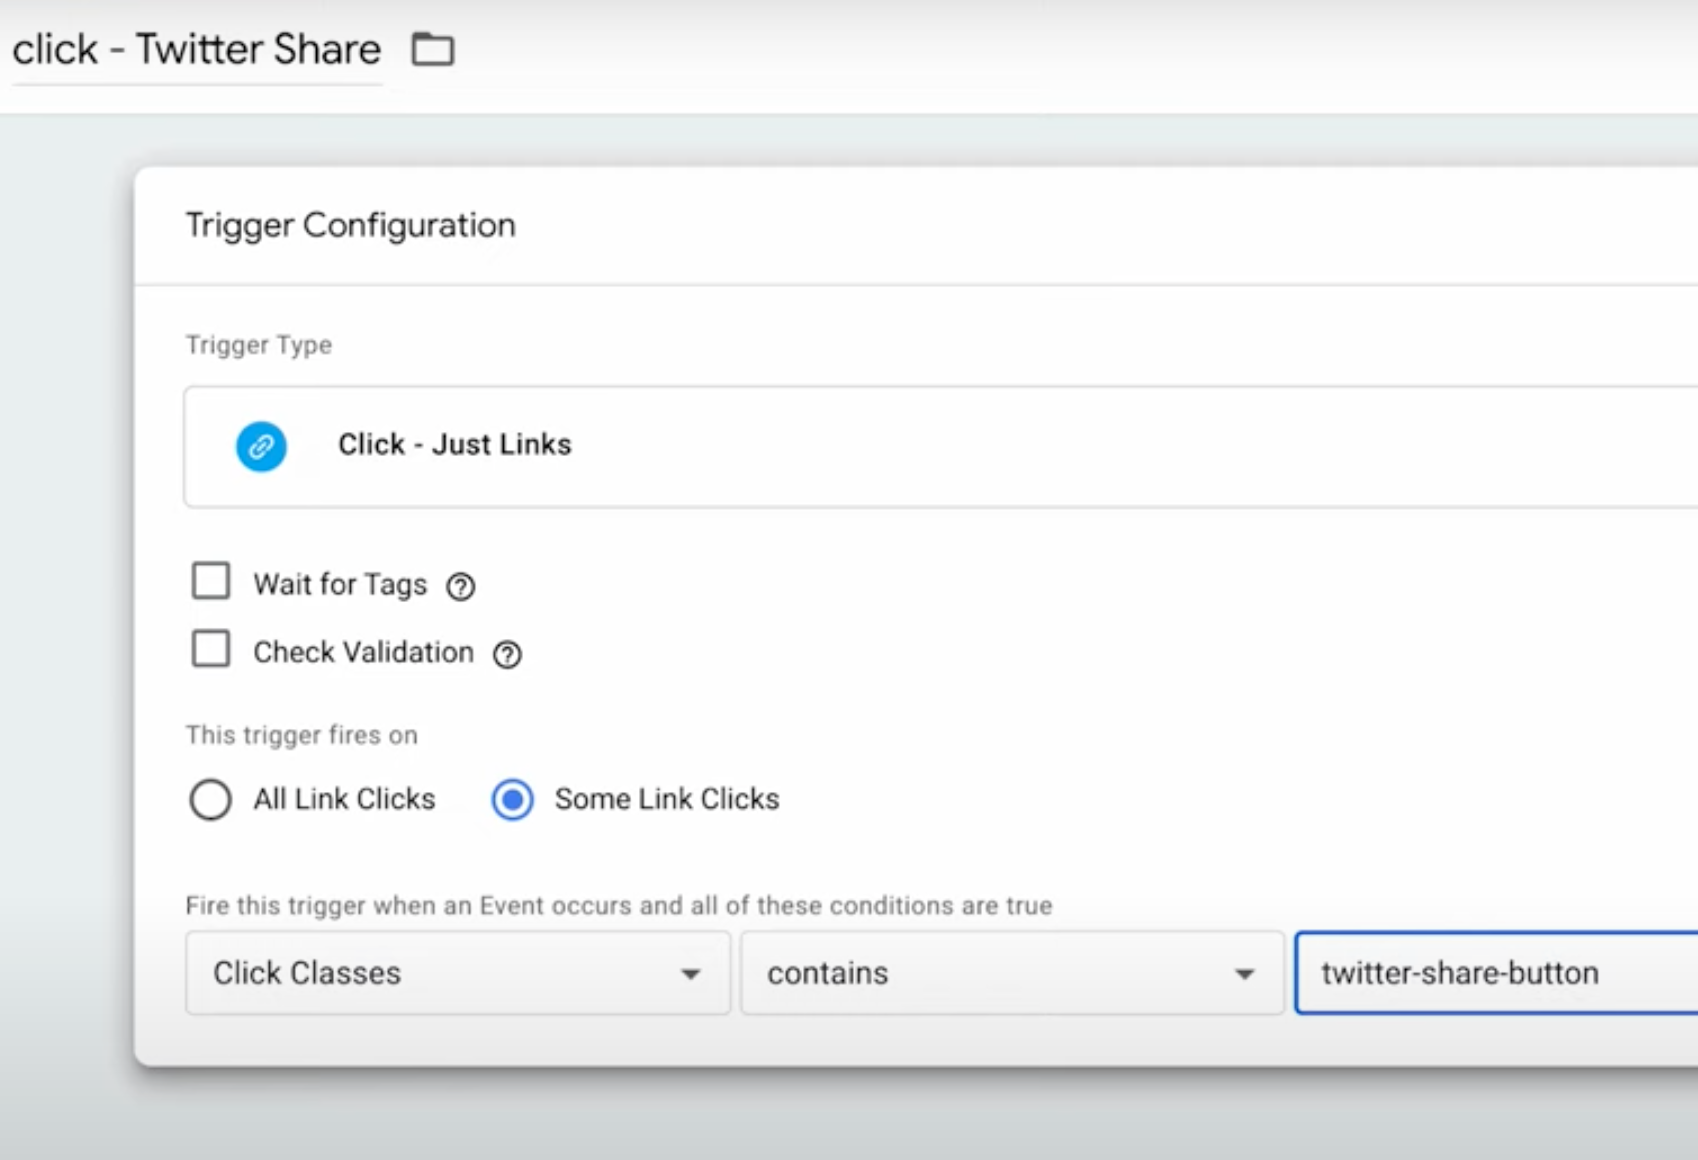 click - Twitter Share
Trigger Configuration
Trigger Type
Click - Just Links
Wait for Tags ?
Check Validation ?
This trigger fires on
All Link Clicks Some Link Clicks
Fire this trigger when an Event occurs and all of these conditions are true
Click Classes contains twitter-share-button